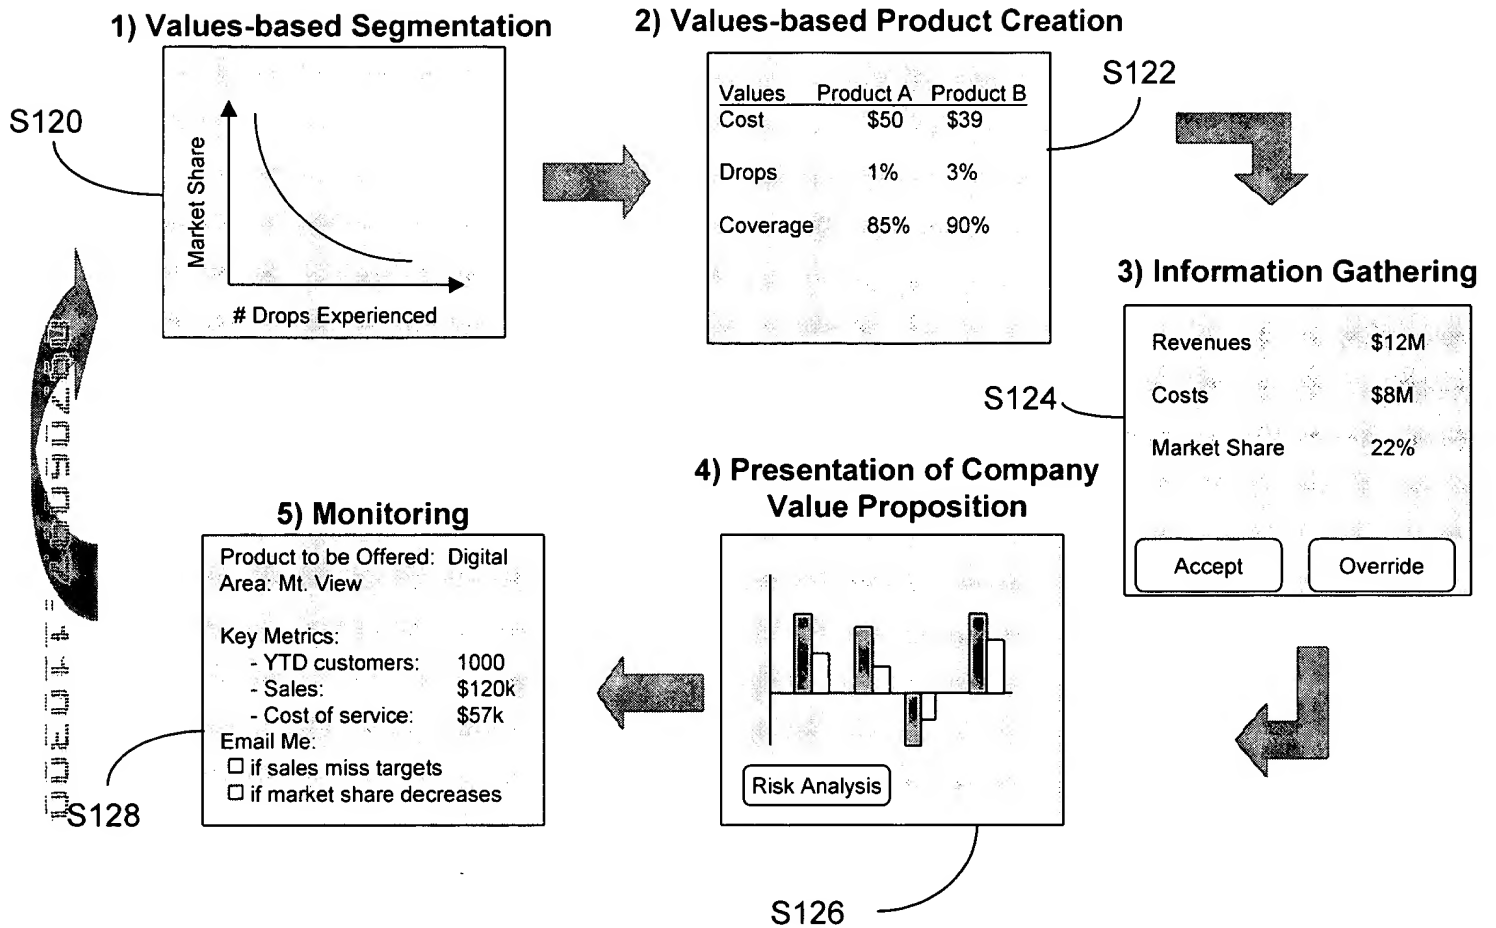 1) Values-based Segmentation
S120
Market Share
# Drops Experienced
2) Values-based Product Creation
S122
Values Product A Product B
Cost $50 $39
Drops 1% 3%
Coverage 85% 90%
3) Information Gathering
S124
Revenues $12M
Costs $8M
Market Share 22%
Accept Override
4) Presentation of Company
Value Proposition
Risk Analysis
S126
5) Monitoring
Product to be Offered: Digital
Area: Mt. View
Key Metrics:
- YTD customers: 1000
- Sales: $120k
- Cost of service: $57k
Email Me:
if sales miss targets
if market share decreases
S128